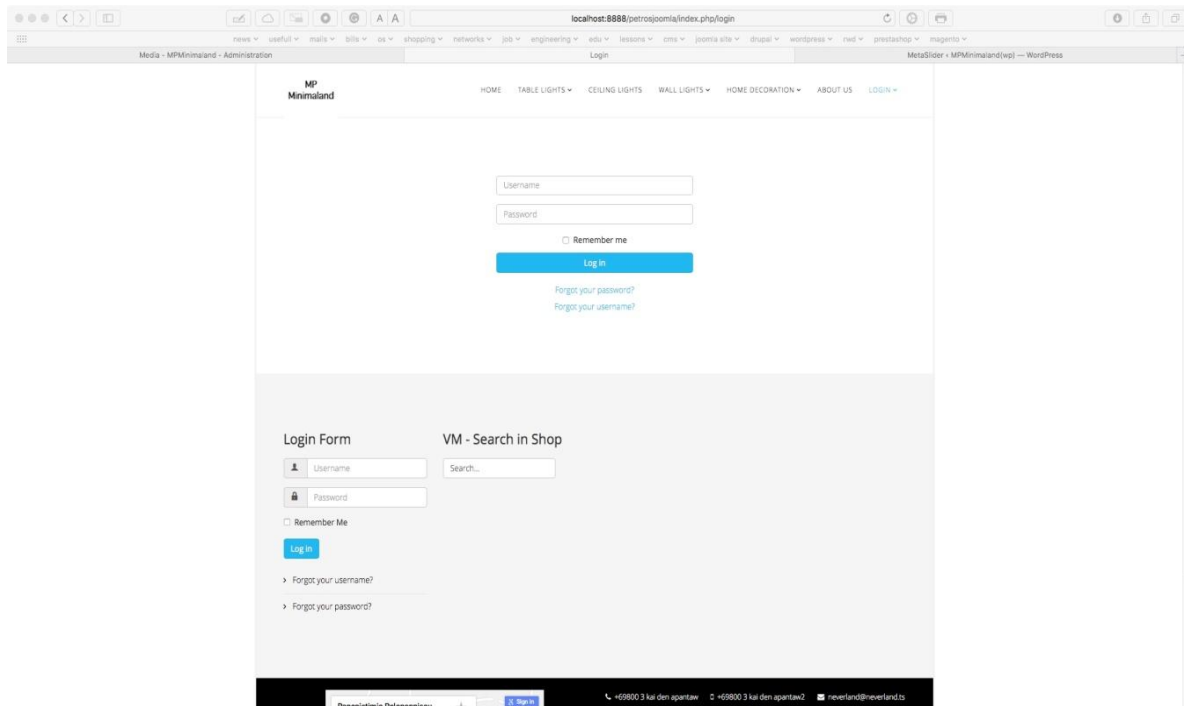 A A
localhost:8888/petrosjoomla/index.php/login
news usefull mails bills os shopping networks job engineering edu lessons cms joomla site drupal wordpress rwd prestashop magento
Media - MPMinimaland - Administration
Login
MetaSlider ‹ MPMinimaland(wp) — WordPress
MP
Minimaland
HOME TABLE LIGHTS CEILING LIGHTS WALL LIGHTS HOME DECORATION ABOUT US LOGIN
Username
Password
Remember me
Log in
Forgot your password?
Forgot your username?
Login Form
Username
Password
Remember Me
Log in
Forgot your username?
Forgot your password?
VM - Search in Shop
Search...
Sign in
+69800 3 kai den apantaw +69800 3 kai den apantaw2 neverland@neverland.ts